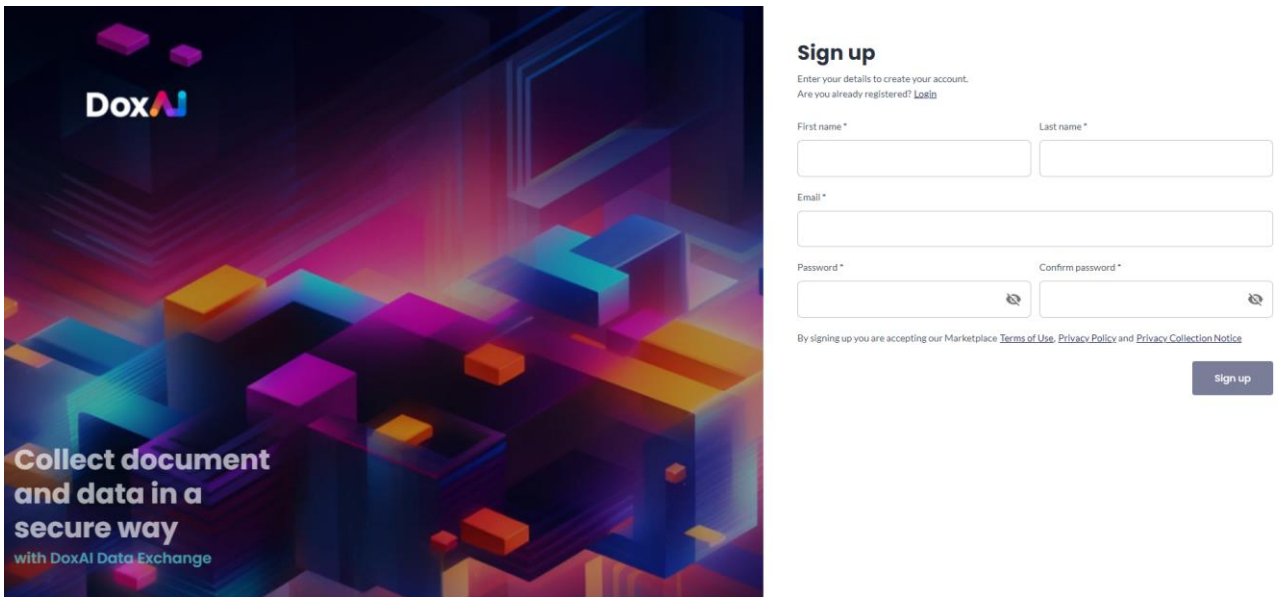 DoxAI
Collect document
and data in a
secure way
with DoxAI Data Exchange
Sign up
Enter your details to create your account.
Are you already registered? Login
First name *
Last name *
Email *
Password *
Confirm password *
By signing up you are accepting our Marketplace Terms of Use, Privacy Policy and Privacy Collection Notice
Sign up